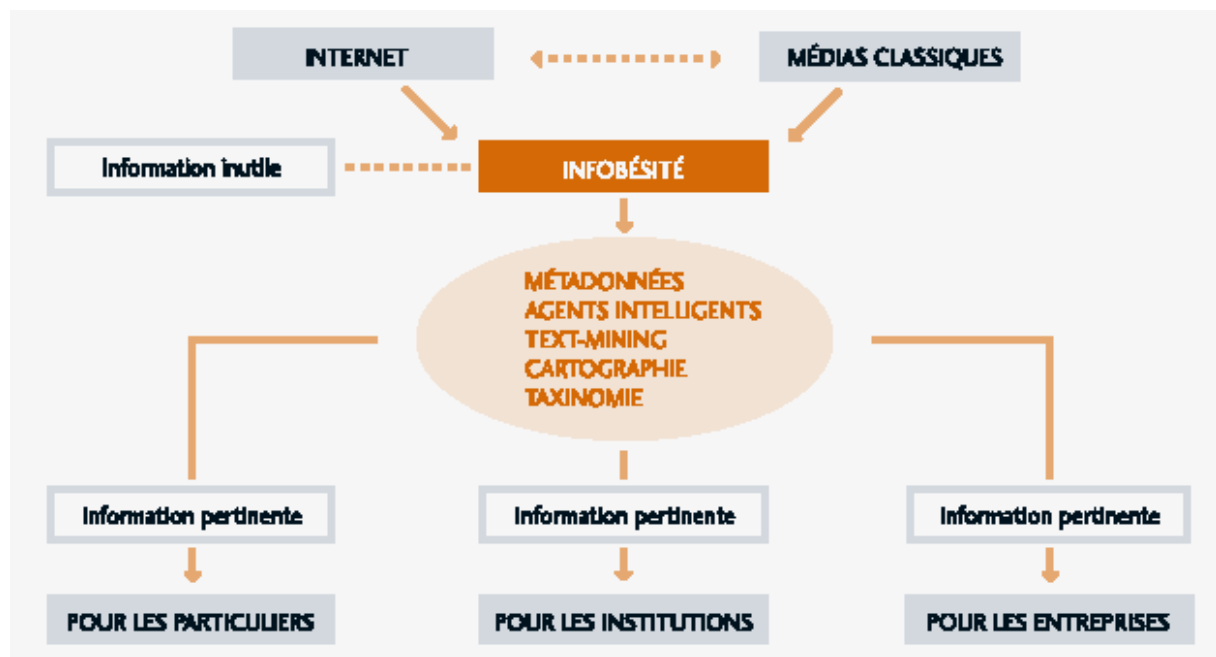 INTERNET
MÉDIAS CLASSIQUES
Information inutile
INFOBÉSITÉ
MÉTADONNÉES
AGENTS INTELLIGENTS
TEXT-MINING
CARTOGRAPHIE
TAXINOMIE
Information pertinente
Information pertinente
Information pertinente
POUR LES PARTICULIERS
POUR LES INSTITUTIONS
POUR LES ENTREPRISES